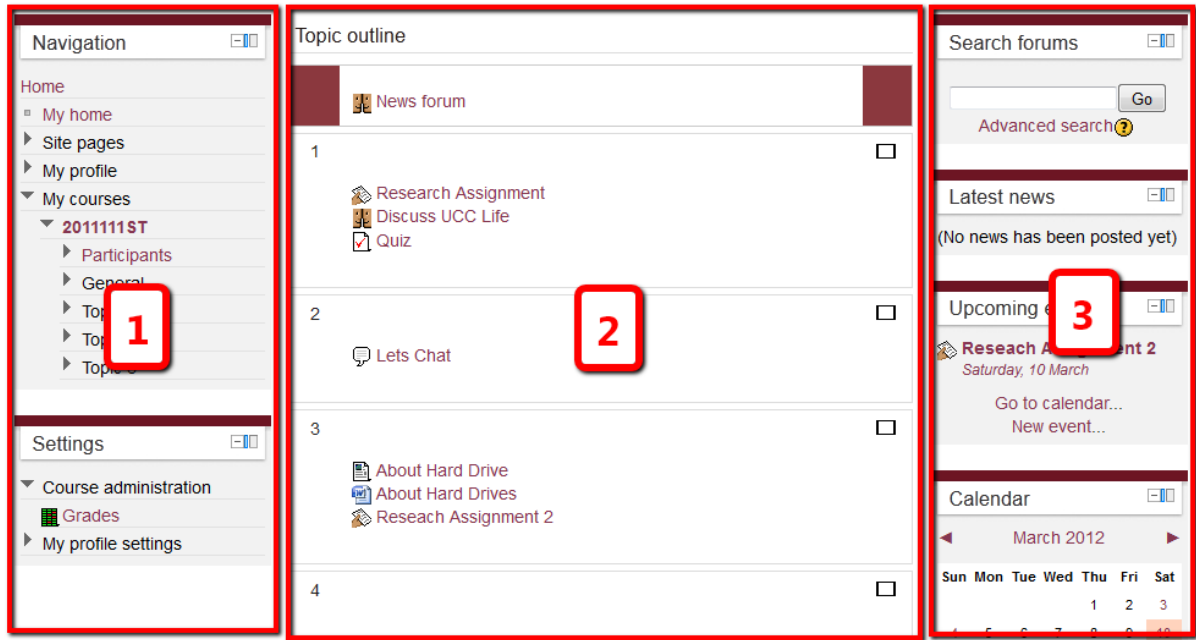 Navigation
Home
My home
Site pages
My profile
My courses
2011111ST
Participants
General
1
Settings
Course administration
Grades
My profile settings
Topic outline
News forum
1
Research Assignment
Discuss UCC Life
Quiz
2
Lets Chat
2
3
About Hard Drive
About Hard Drives
Reseach Assignment 2
4
Search forums
Go
Advanced search ?
Latest news
(No news has been posted yet)
Upcoming
3
Reseach 2
Saturday, 10 March
Go to calendar...
New event...
Calendar
March 2012
Sun Mon Tue Wed Thu Fri Sat
1 2 3